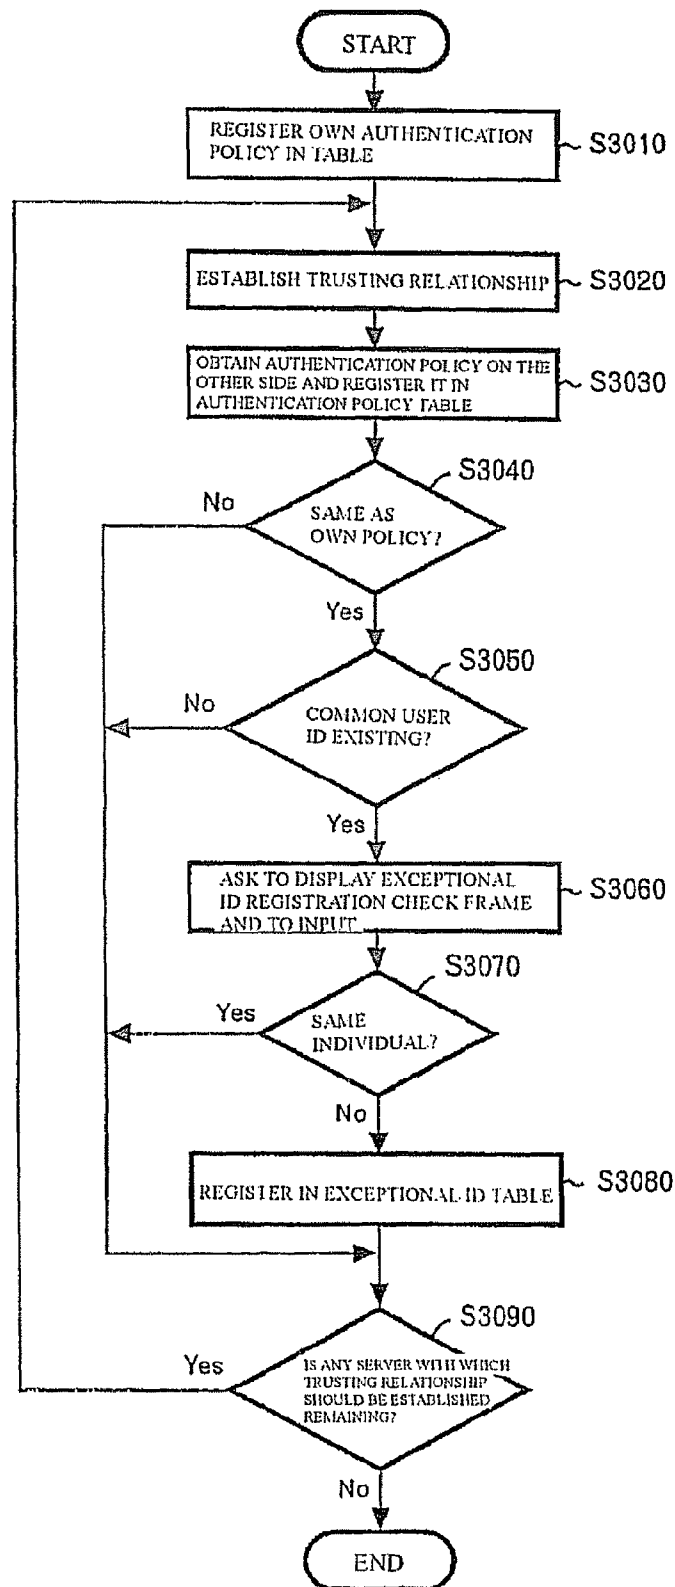 START
REGISTER OWN AUTHENTICATION
POLICY IN TABLE
S3010
ESTABLISH TRUSTING RELATIONSHIP
S3020
OBTAIN AUTHENTICATION POLICY ON THE
OTHER SIDE AND REGISTER IT IN
AUTHENTICATION POLICY TABLE
S3030
S3040
No
SAME AS
OWN POLICY?
Yes
S3050
No
COMMON USER
ID EXISTING?
Yes
ASK TO DISPLAY EXCEPTIONAL
ID REGISTRATION CHECK FRAME
AND TO INPUT
S3060
S3070
Yes
SAME
INDIVIDUAL?
No
REGISTER IN EXCEPTIONAL-ID TABLE
S3080
S3090
Yes
IS ANY SERVER WITH WHICH
TRUSTING RELATIONSHIP
SHOULD BE ESTABLISHED
REMAINING?
No
END